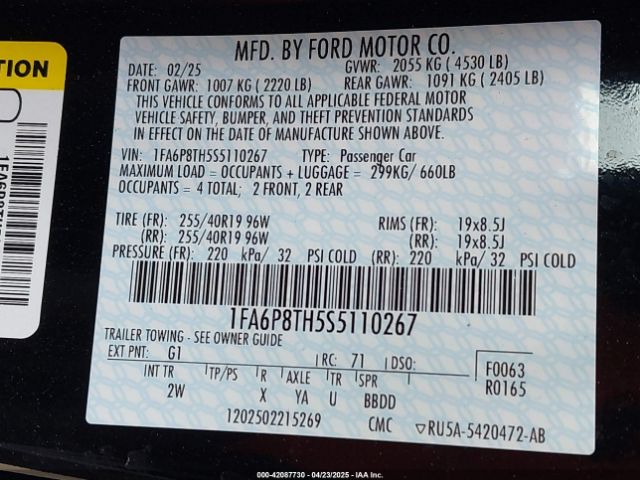 TION
1FA6P8TH5S
MFD. BY FORD MOTOR CO.
DATE: 02/25 GVWR: 2055 KG ( 4530 LB)
FRONT GAWR: 1007 KG ( 2220 LB) REAR GAWR: 1091 KG ( 2405 LB)
THIS VEHICLE CONFORMS TO ALL APPLICABLE FEDERAL MOTOR
VEHICLE SAFETY, BUMPER, AND THEFT PREVENTION STANDARDS
IN EFFECT ON THE DATE OF MANUFACTURE SHOWN ABOVE.
VIN: 1FA6P8TH5S5110267 TYPE: Passenger Car
MAXIMUM LOAD = OCCUPANTS + LUGGAGE = 299KG/ 660LB
OCCUPANTS = 4 TOTAL; 2 FRONT, 2 REAR
TIRE (FR): 255/40R19 96W RIMS (FR): 19x8.5J
(RR): 255/40R19 96W (RR): 19x8.5J
PRESSURE (FR): 220 kPa/ 32 PSI COLD (RR): 220 kPa/ 32 PSI COLD
1FA6P8TH5S5110267
TRAILER TOWING - SEE OWNER GUIDE
EXT PNT: G1 RC: 71 DSO: F0063
INT TR TP/PS R AXLE TR SPR R0165
2W X YA U BBDD
1202502215269 CMC ▽RU5A-5420472-AB
000-42087730 - 04/23/2025 - IAA, Inc.